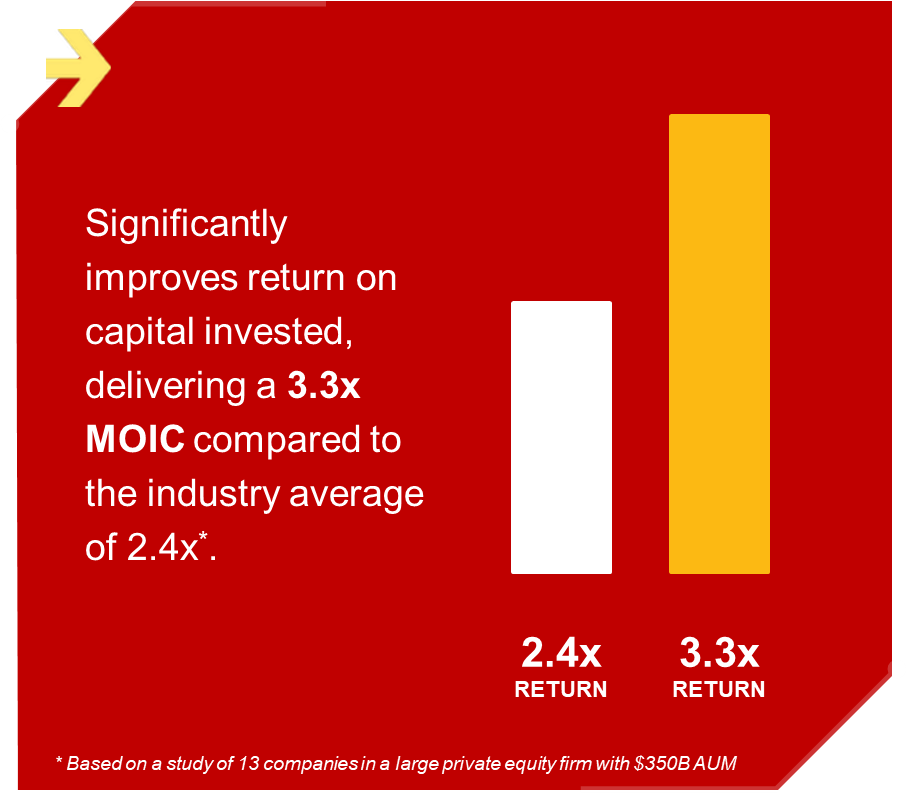 Significantly
improves return on
capital invested,
delivering a 3.3x
MOIC compared to
the industry average
of 2.4x*.
2.4x
RETURN
3.3x
RETURN
* Based on a study of 13 companies in a large private equity firm with $350B AUM